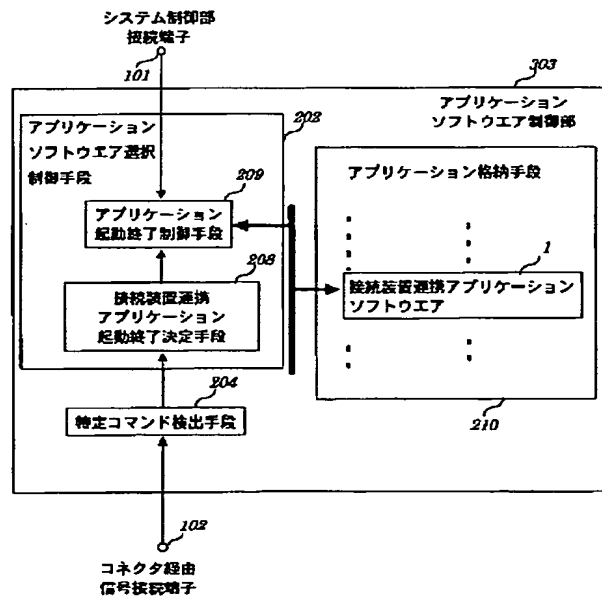 システム制御部
接続端子
101
303
アプリケーション
ソフトウエア制御部
202
アプリケーション
ソフトウエア選択
制御手段
209
アプリケーション
起動終了制御手段
208
接続装置連携
アプリケーション
起動終了決定手段
204
特定コマンド検出手段
アプリケーション格納手段
1
接続装置連携アプリケーション
ソフトウエア
210
102
コネクタ経由
信号接続端子